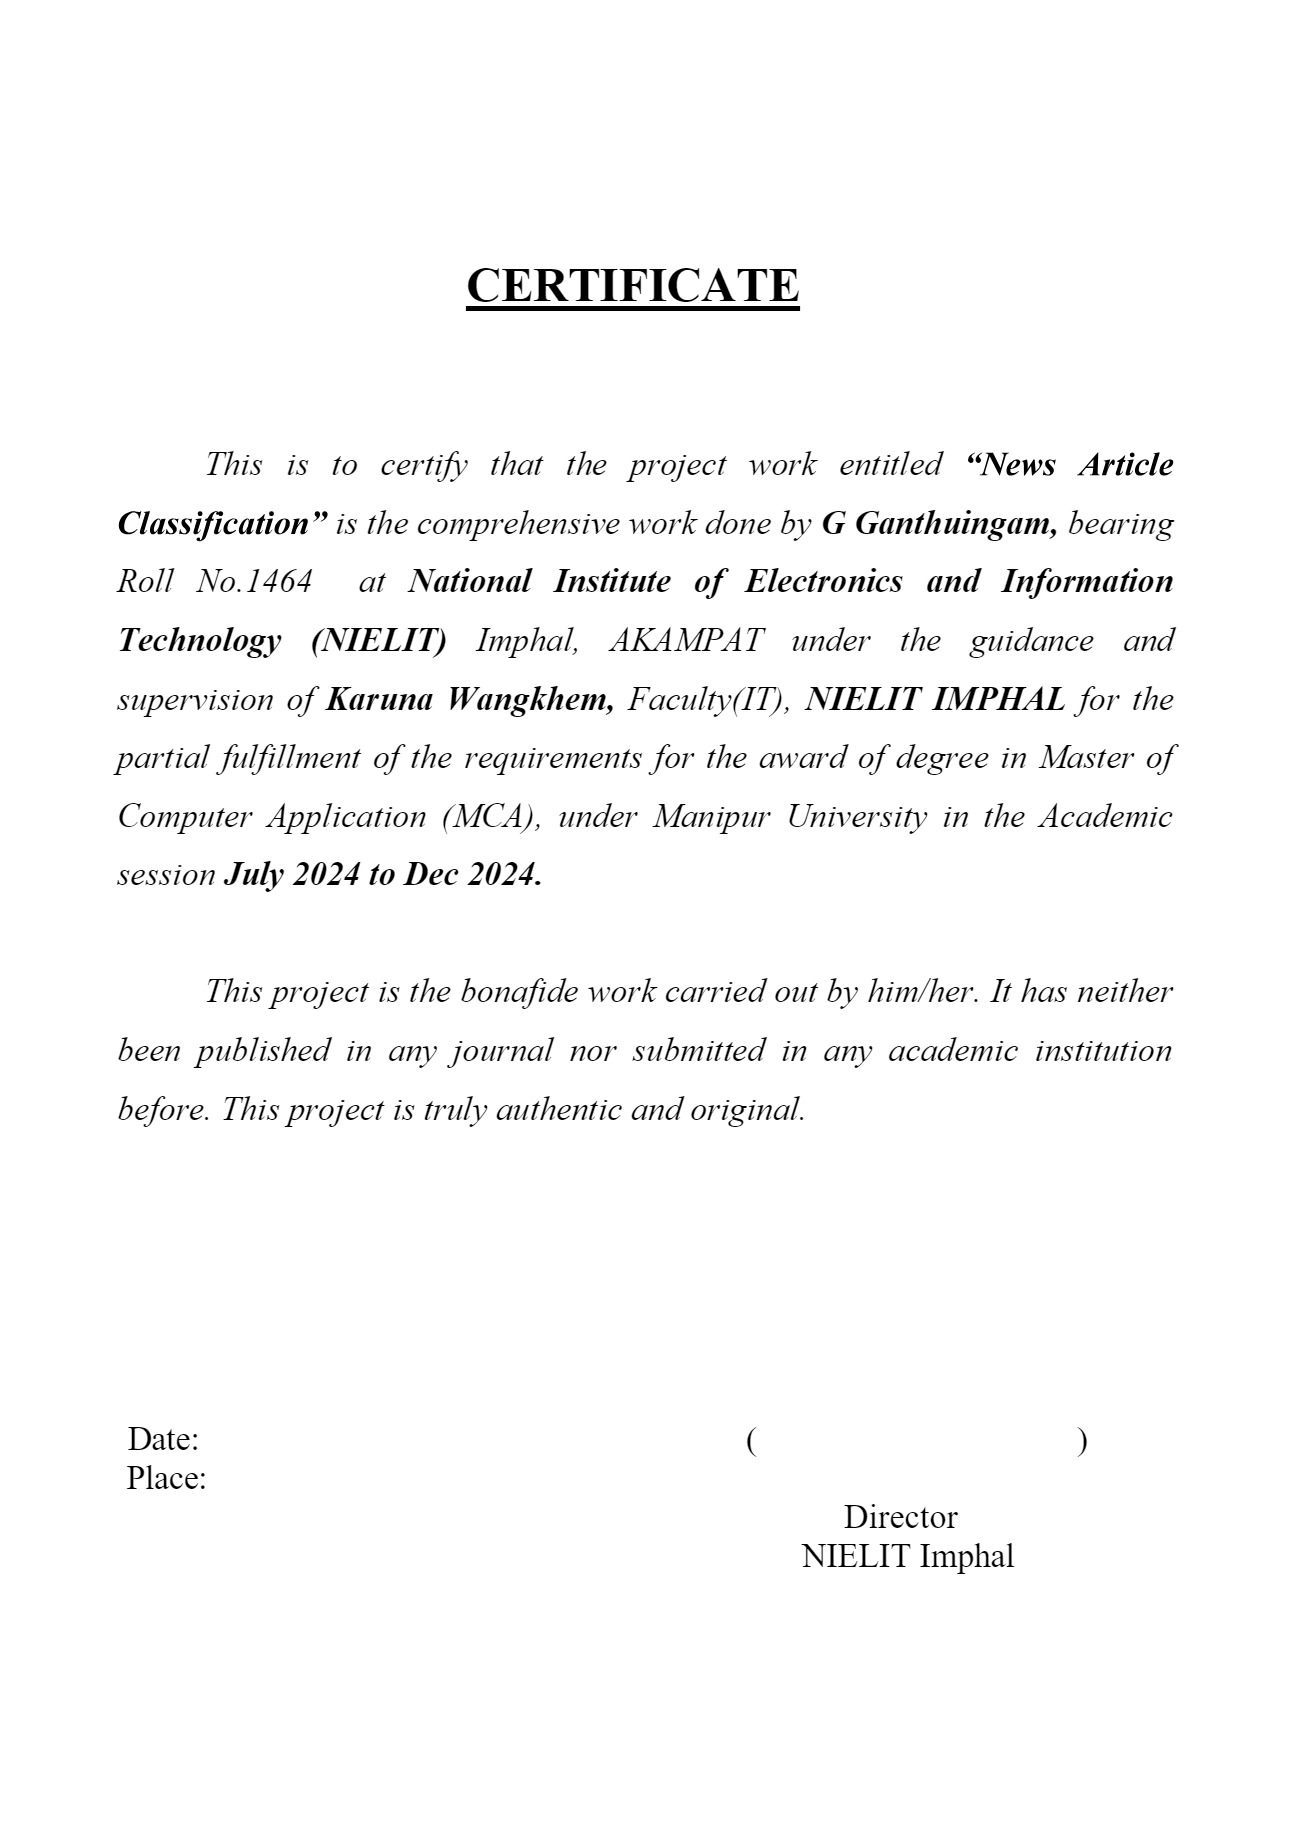 CERTIFICATE
This is to certify that the project work entitled “News Article
Classification” is the comprehensive work done by G Ganthuingam, bearing
Roll No.1464 at National Institute of Electronics and Information
Technology (NIELIT) Imphal, AKAMPAT under the guidance and
supervision of Karuna Wangkhem, Faculty(IT), NIELIT IMPHAL for the
partial fulfillment of the requirements for the award of degree in Master of
Computer Application (MCA), under Manipur University in the Academic
session July 2024 to Dec 2024.
This project is the bonafide work carried out by him/her. It has neither
been published in any journal nor submitted in any academic institution
before. This project is truly authentic and original.
Date: ( )
Place:
Director
NIELIT Imphal